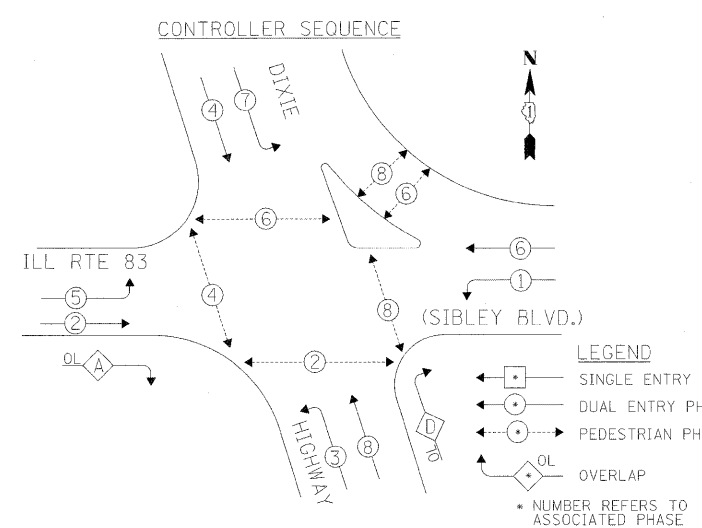 CONTROLLER SEQUENCE
N
1
DIXIE
4
7
8
6
6
6
1
ILL RTE 83
5
2
4
8
(SIBLEY BLVD.)
OL
A
2
HIGHWAY
3
8
D
OL
LEGEND
* SINGLE ENTRY
* DUAL ENTRY PH
* PEDESTRIAN PH
OL
* OVERLAP
* NUMBER REFERS TO
ASSOCIATED PHASE